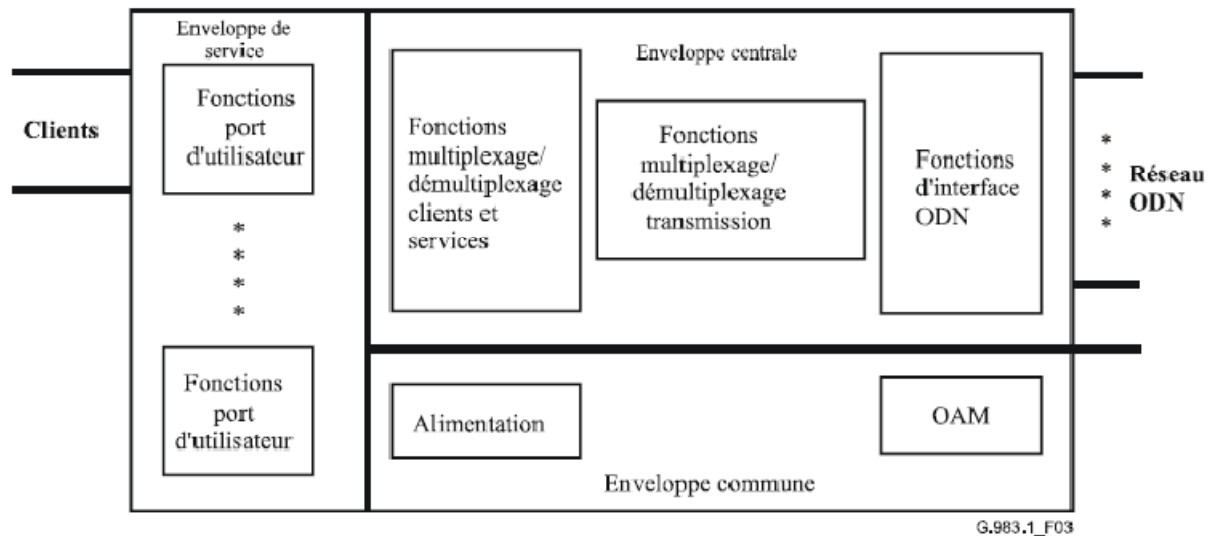 Enveloppe de
service
Fonctions
port
d'utilisateur
*
*
*
*
Fonctions
port
d'utilisateur
Clients
Enveloppe centrale
Fonctions
multiplexage/
démultiplexage
clients et
services
Fonctions
multiplexage/
démultiplexage
transmission
Fonctions
d'interface
ODN
*
*
*
*
Réseau
ODN
Alimentation
OAM
Enveloppe commune
G.983.1_F03